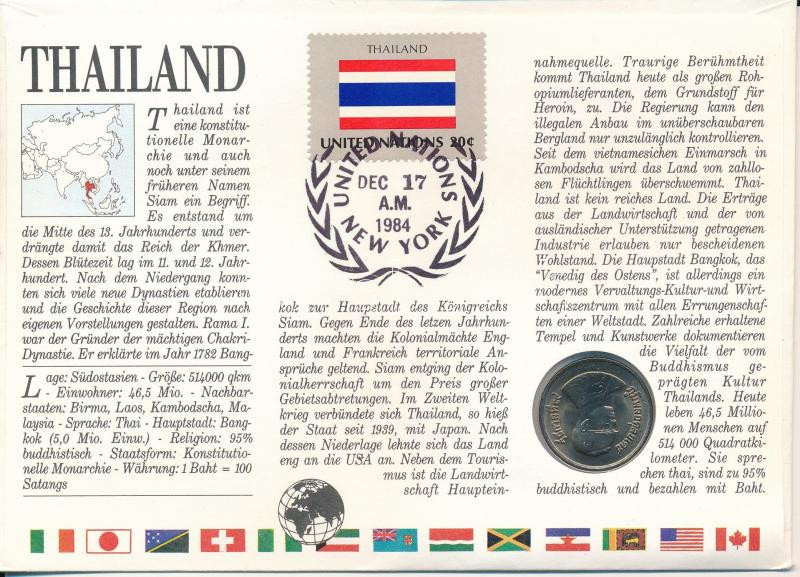 THAILAND
Thailand ist
eine konstitu-
tionelle Monar-
chie und auch
noch unter seinem
früheren Namen
Siam ein Begriff.
Es entstand um
die Mitte des 13. Jahrhunderts und ver-
drängte damit das Reich der Khmer.
Dessen Blütezeit lag im 11. und 12. Jahr-
hundert. Nach dem Niedergang konn-
ten sich viele neue Dynastien etablieren
und die Geschichte dieser Region nach
eigenen Vorstellungen gestalten. Rama I.
war der Gründer der mächtigen Chakri-
Dynastie. Er erklärte im Jahr 1782 Bang-
Lage: Südostasien - Größe: 514000 qkm
- Einwohner: 46,5 Mio. - Nachbar-
staaten: Birma, Laos, Kambodscha, Ma-
laysia - Sprache: Thai - Hauptstadt: Bang-
kok (5,0 Mio. Einw.) - Religion: 95%
buddhistisch - Staatsform: Konstitutio-
nelle Monarchie - Währung: 1 Baht = 100
Satangs
THAILAND
UNITED NATIONS 20¢
UNITED NATIONS
DEC 17
A.M.
1984
NEW YORK
kok zur Haupstadt des Königreichs
Siam. Gegen Ende des letzen Jahrhun-
derts machten die Kolonialmächte Eng-
land und Frankreich territoriale An-
sprüche geltend. Siam entging der Kolo-
nialherrschaft um den Preis großer
Gebietsabtretungen. Im Zweiten Welt-
krieg verbündete sich Thailand, so hieß
der Staat seit 1939, mit Japan. Nach
dessen Niederlage lehnte sich das Land
eng an die USA an. Neben dem Touris-
mus ist die Landwirt-
schaft Hauptein-
nahmequelle. Traurige Berühmtheit
kommt Thailand heute als großen Roh-
opiumlieferanten, dem Grundstoff für
Heroin, zu. Die Regierung kann den
illegalen Anbau im unüberschaubaren
Bergland nur unzulänglich kontrollieren.
Seit dem vietnamesischen Einmarsch in
Kambodscha wird das Land von zahllo-
sen Flüchtlingen überschwemmt. Thai-
land ist kein reiches Land. Die Erträge
aus der Landwirtschaft und der von
ausländischer Unterstützung getragenen
Industrie erlauben nur bescheidenen
Wohlstand. Die Haupstadt Bangkok, das
"Venedig des Ostens", ist allerdings ein
modernes Vervaltungs-Kultur-und Wirt-
schaftszentrum mit allen Errungenschaf-
ten einer Weltstadt. Zahlreiche erhaltene
Tempel und Kunstwerke dokumentieren
die Vielfalt der vom
Buddhismus ge-
prägten Kultur
Thailands. Heute
leben 46,5 Millio-
nen Menschen auf
514 000 Quadratki-
lometer. Sie spre-
chen thai, sind zu 95%
buddhistisch und bezahlen mit Baht.